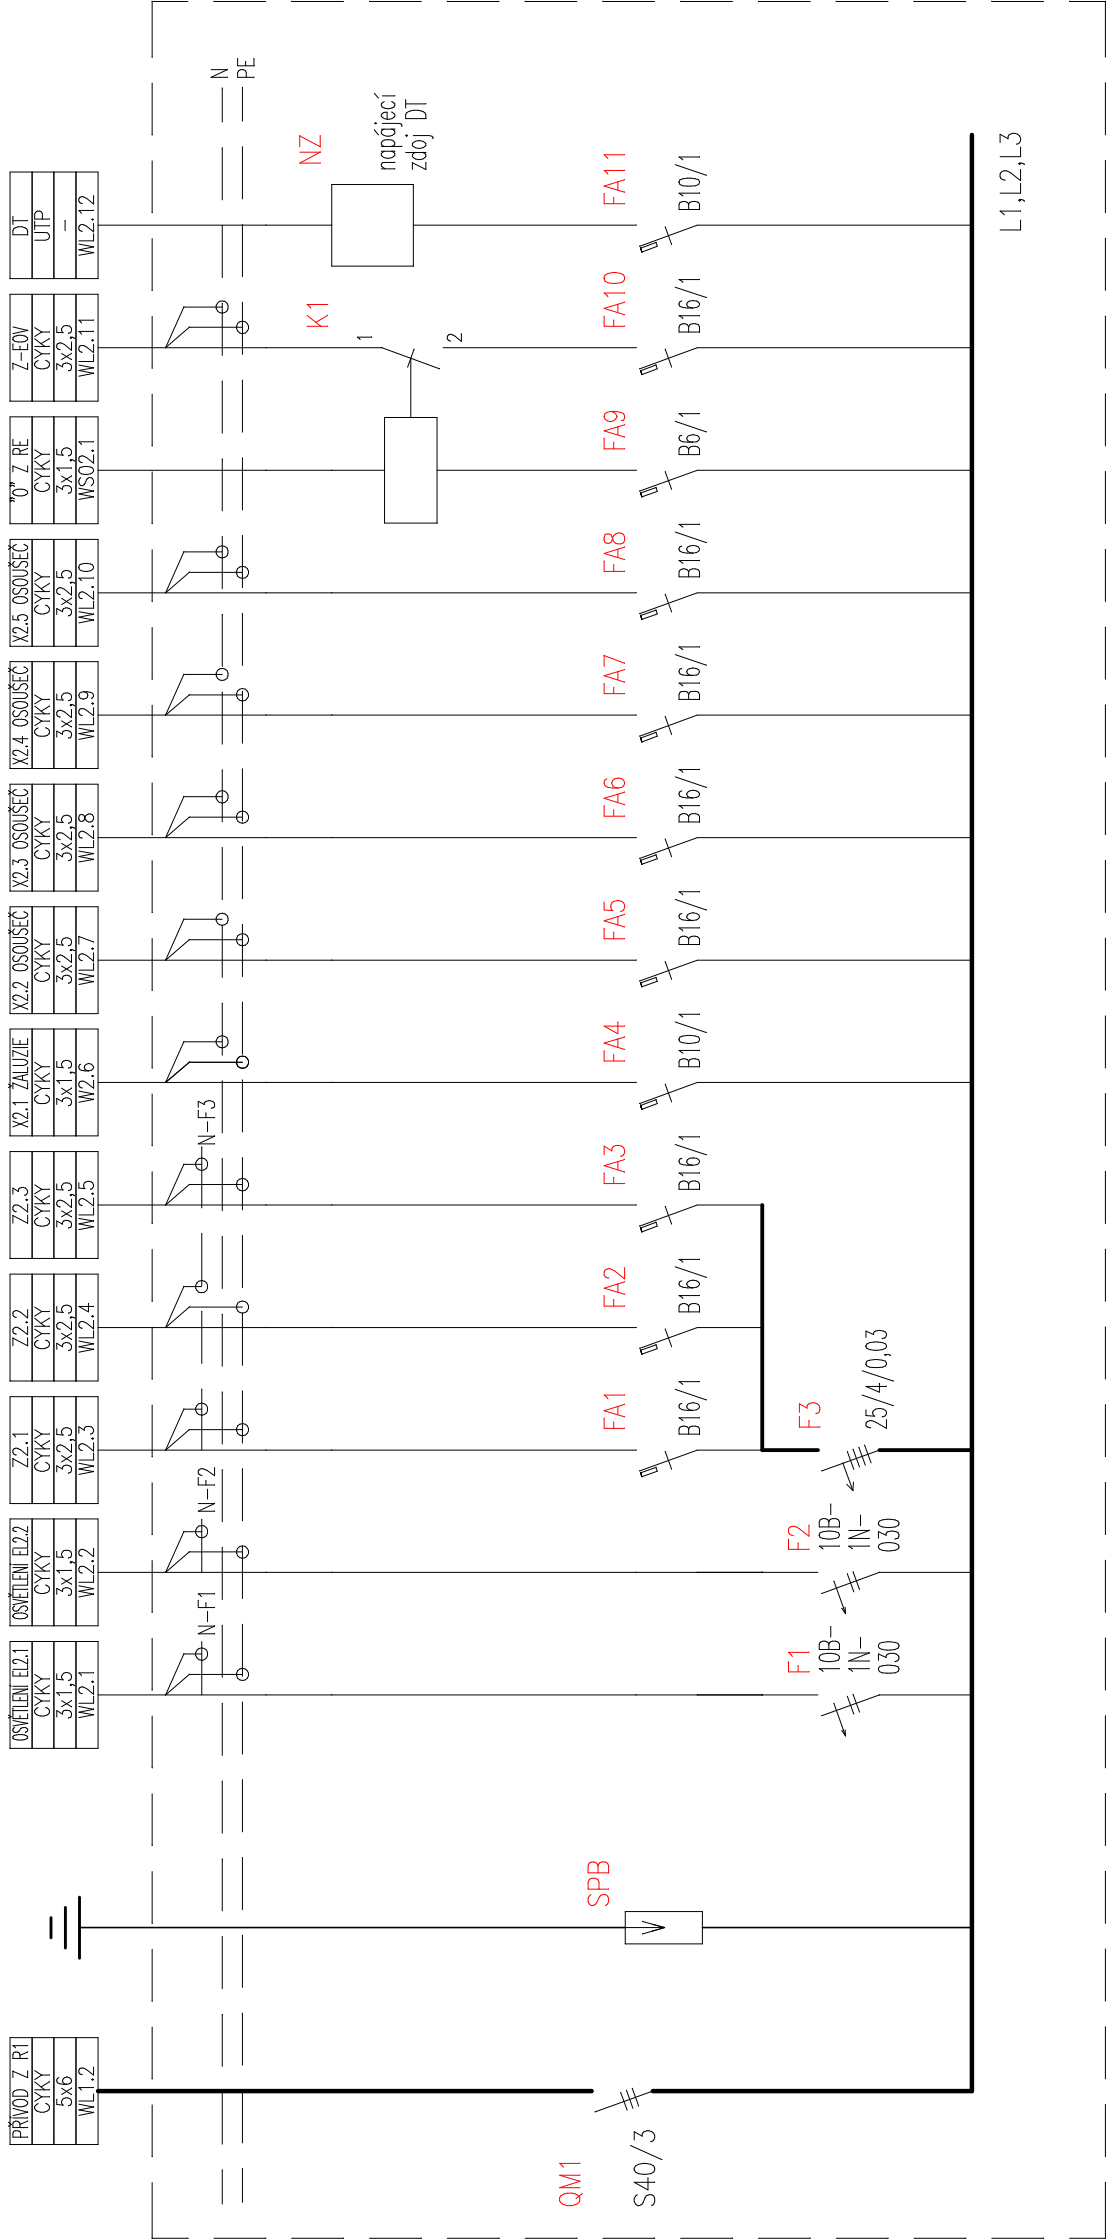 PŘÍVOD Z R1
CYKY
5x6
WL1.2
OSVĚTLENÍ EL2.1
CYKY
3x1,5
WL2.1
OSVĚTLENÍ EL2.2
CYKY
3x1,5
WL2.2
Z2.1
CYKY
3x2,5
WL2.3
Z2.2
CYKY
3x2,5
WL2.4
Z2.3
CYKY
3x2,5
WL2.5
X2.1 ŽALUZIE
CYKY
3x1,5
W2.6
X2.2 OSOUŠEČ
CYKY
3x2,5
WL2.7
X2.3 OSOUŠEČ
CYKY
3x2,5
WL2.8
X2.4 OSOUŠEČ
CYKY
3x2,5
WL2.9
X2.5 OSOUŠEČ
CYKY
3x2,5
WL2.10
"0" Z RE
CYKY
3x1,5
WS02.1
Z-EOV
CYKY
3x2,5
WL2.11
DT
UTP
-
WL2.12
N-F1
N-F2
N-F3
N
PE
K1
1
2
NZ
napájecí
zdoj DT
QM1
S40/3
SPB
FA1
B16/1
FA2
B16/1
FA3
B16/1
FA4
B10/1
FA5
B16/1
FA6
B16/1
FA7
B16/1
FA8
B16/1
FA9
B6/1
FA10
B16/1
FA11
B10/1
F1
10B-
1N-
030
F2
10B-
1N-
030
F3
25/4/0,03
L1,L2,L3